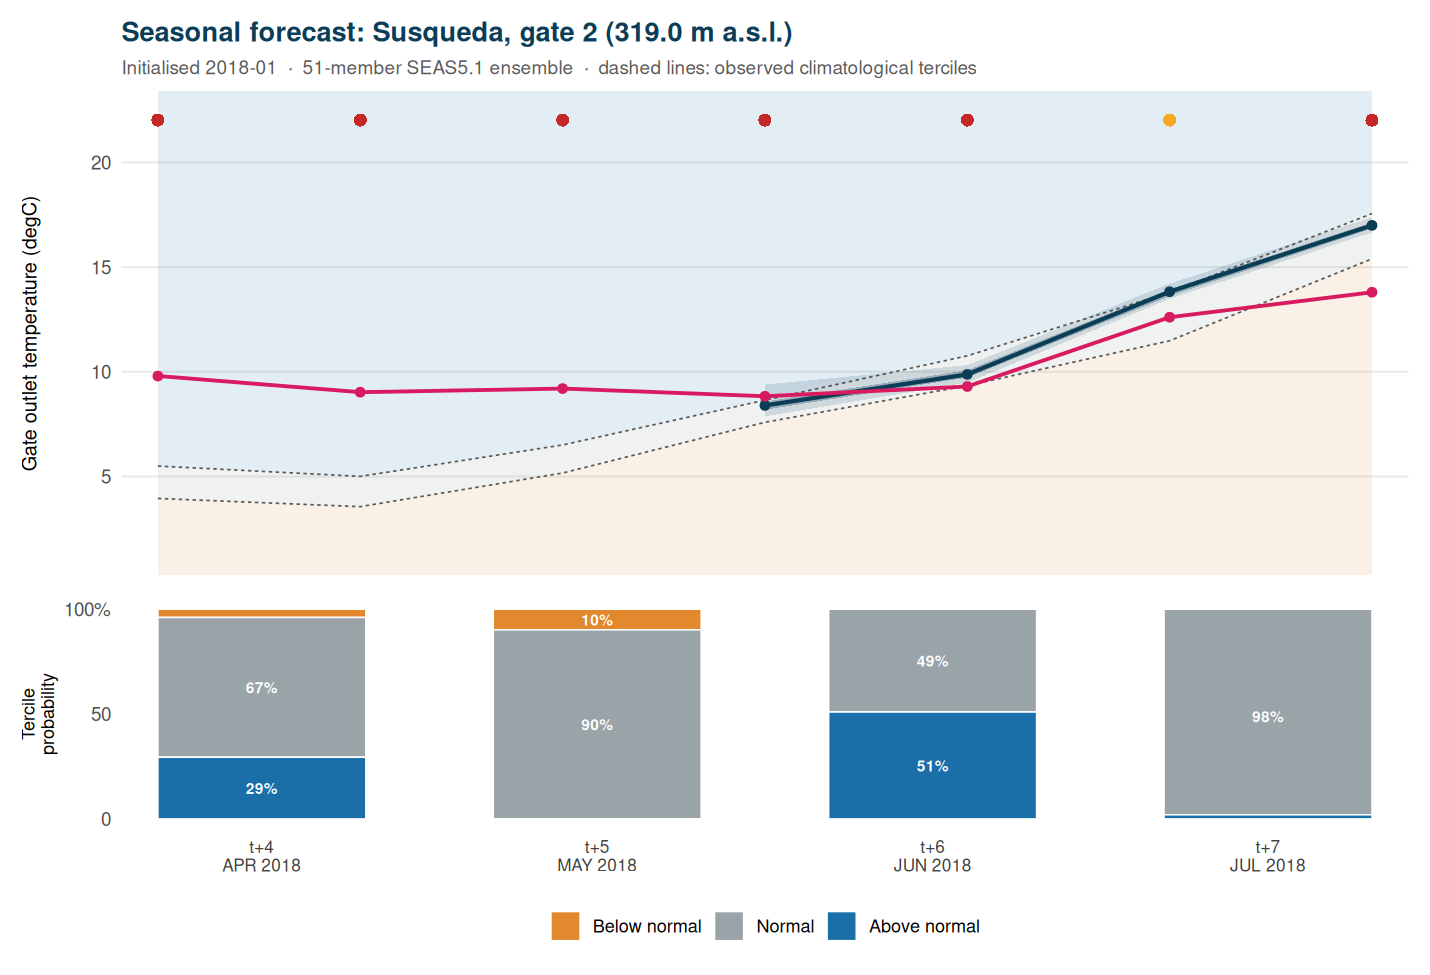 Seasonal forecast: Susqueda, gate 2 (319.0 m a.s.l.)
Initialised 2018-01 · 51-member SEAS5.1 ensemble · dashed lines: observed climatological terciles
Gate outlet temperature (degC)
20
15
10
5
Tercile
probability
100%
50
0
67%
29%
10%
90%
49%
51%
98%
t+4
APR 2018
t+5
MAY 2018
t+6
JUN 2018
t+7
JUL 2018
Below normal
Normal
Above normal